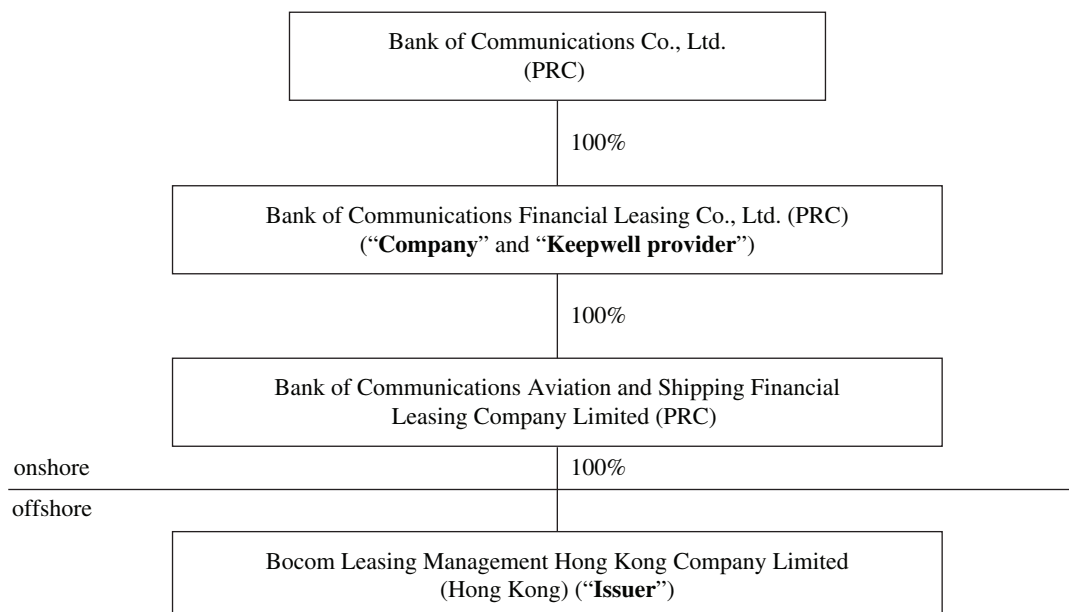 Bank of Communications Co., Ltd.
(PRC)
100%
Bank of Communications Financial Leasing Co., Ltd. (PRC)
(“Company” and “Keepwell provider”)
100%
Bank of Communications Aviation and Shipping Financial
Leasing Company Limited (PRC)
onshore
100%
offshore
Bocom Leasing Management Hong Kong Company Limited
(Hong Kong) (“Issuer”)